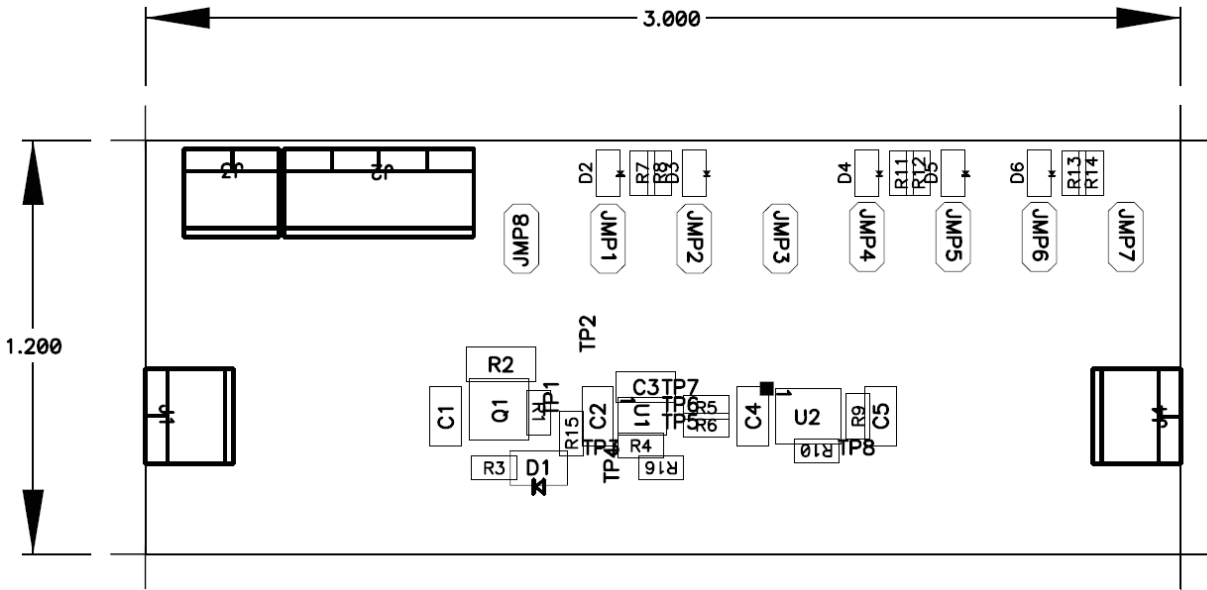 3.000
1.200
J2
J3
D2
R7
R8
D3
D4
R11
R12
D5
D6
R13
R14
JMP8
JMP1
JMP2
JMP3
JMP4
JMP5
JMP6
JMP7
TP2
R2
C3
TP7
J1
C1
Q1
R1
TP1
R15
C2
1
U1
TP6
TP5
R5
R6
C4
1
U2
R9
C5
J4
TP3
R4
TP8
R10
R3
D1
TP4
R16